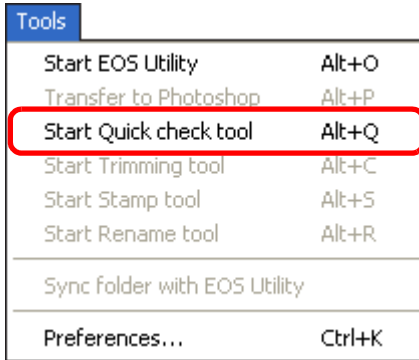 Tools
Start EOS Utility Alt+O
Transfer to Photoshop Alt+P
Start Quick check tool Alt+Q
Start Trimming tool Alt+C
Start Stamp tool Alt+S
Start Rename tool Alt+R
Sync folder with EOS Utility
Preferences... Ctrl+K